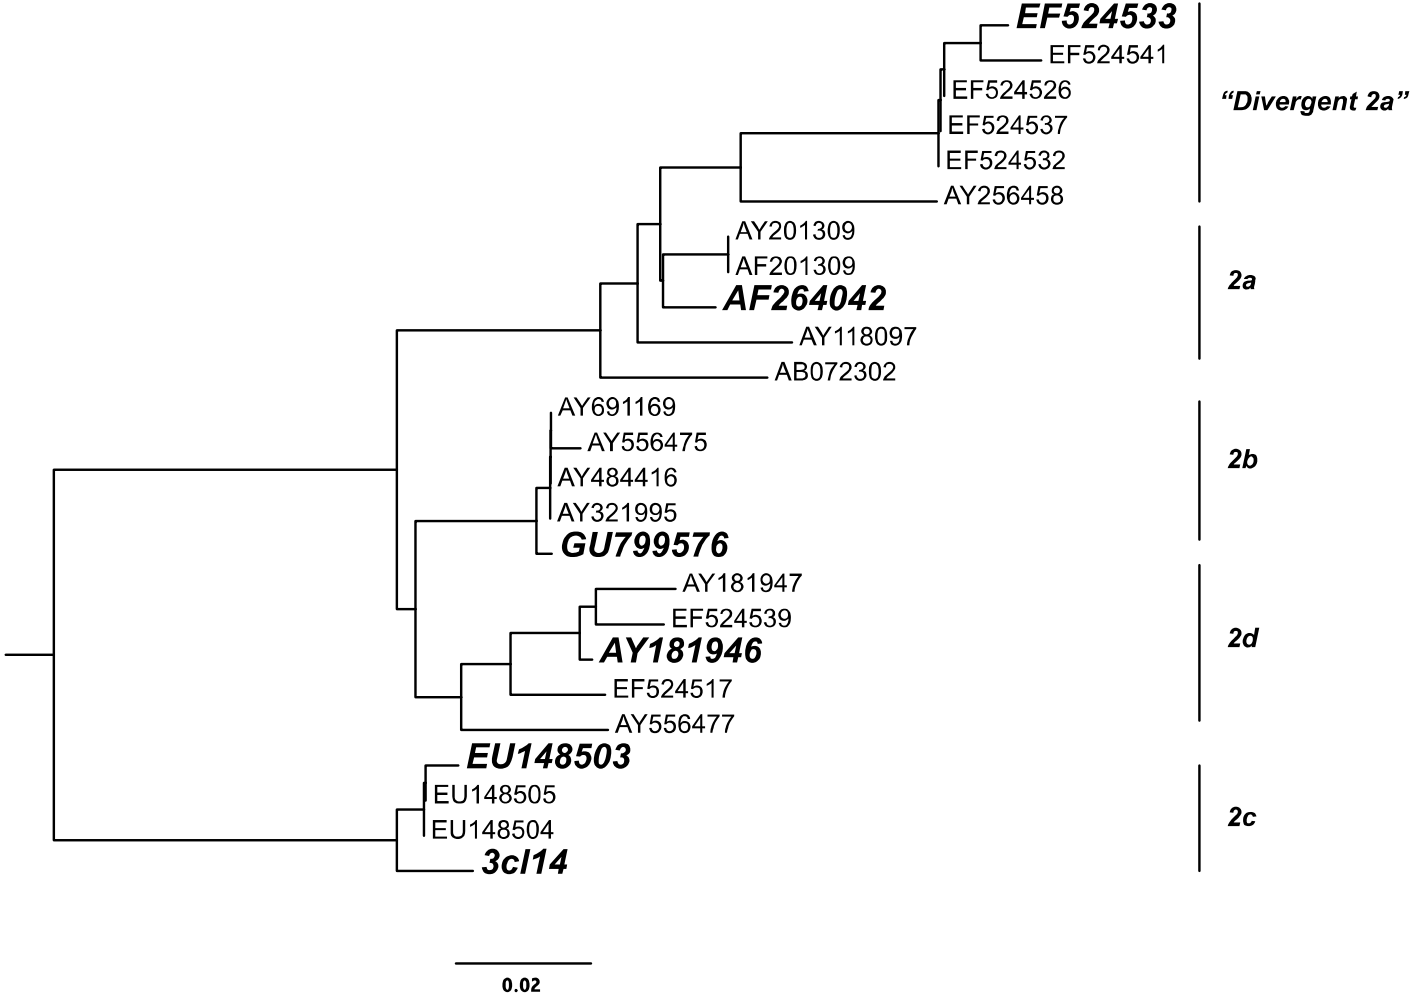 EF524533
EF524541
EF524526
EF524537
EF524532
AY256458
“Divergent 2a”
AY201309
AF201309
AF264042
AY118097
AB072302
2a
AY691169
AY556475
AY484416
AY321995
GU799576
2b
AY181947
EF524539
AY181946
EF524517
AY556477
2d
EU148503
EU148505
EU148504
3cl14
2c
0.02